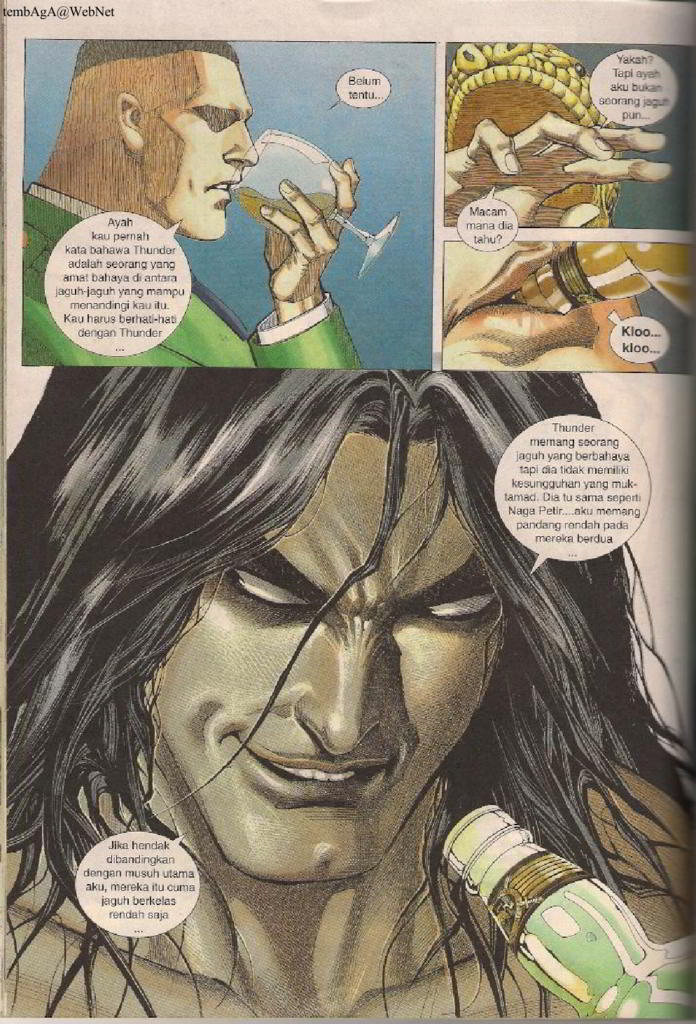 tembAgA@WebNet
Belum
tentu...
Ayah
kau pernah
kata bahawa Thunder
adalah seorang yang
amat bahaya di antara
jaguh-jaguh yang mampu
menandingi kau itu.
Kau harus berhati-hati
dengan Thunder
...
Yakah?
Tapi ayah
aku bukan
seorang jaguh
pun...
Macam
mana dia
tahu?
Kloo...
kloo...
Thunder
memang seorang
jaguh yang berbahaya
tapi dia tidak memiliki
kesungguhan yang muk-
tamad. Dia tu sama seperti
Naga Petir....aku memang
pandang rendah pada
mereka berdua
...
Jika hendak
dibandingkan
dengan musuh utama
aku, mereka itu cuma
jaguh berkelas
rendah saja
...